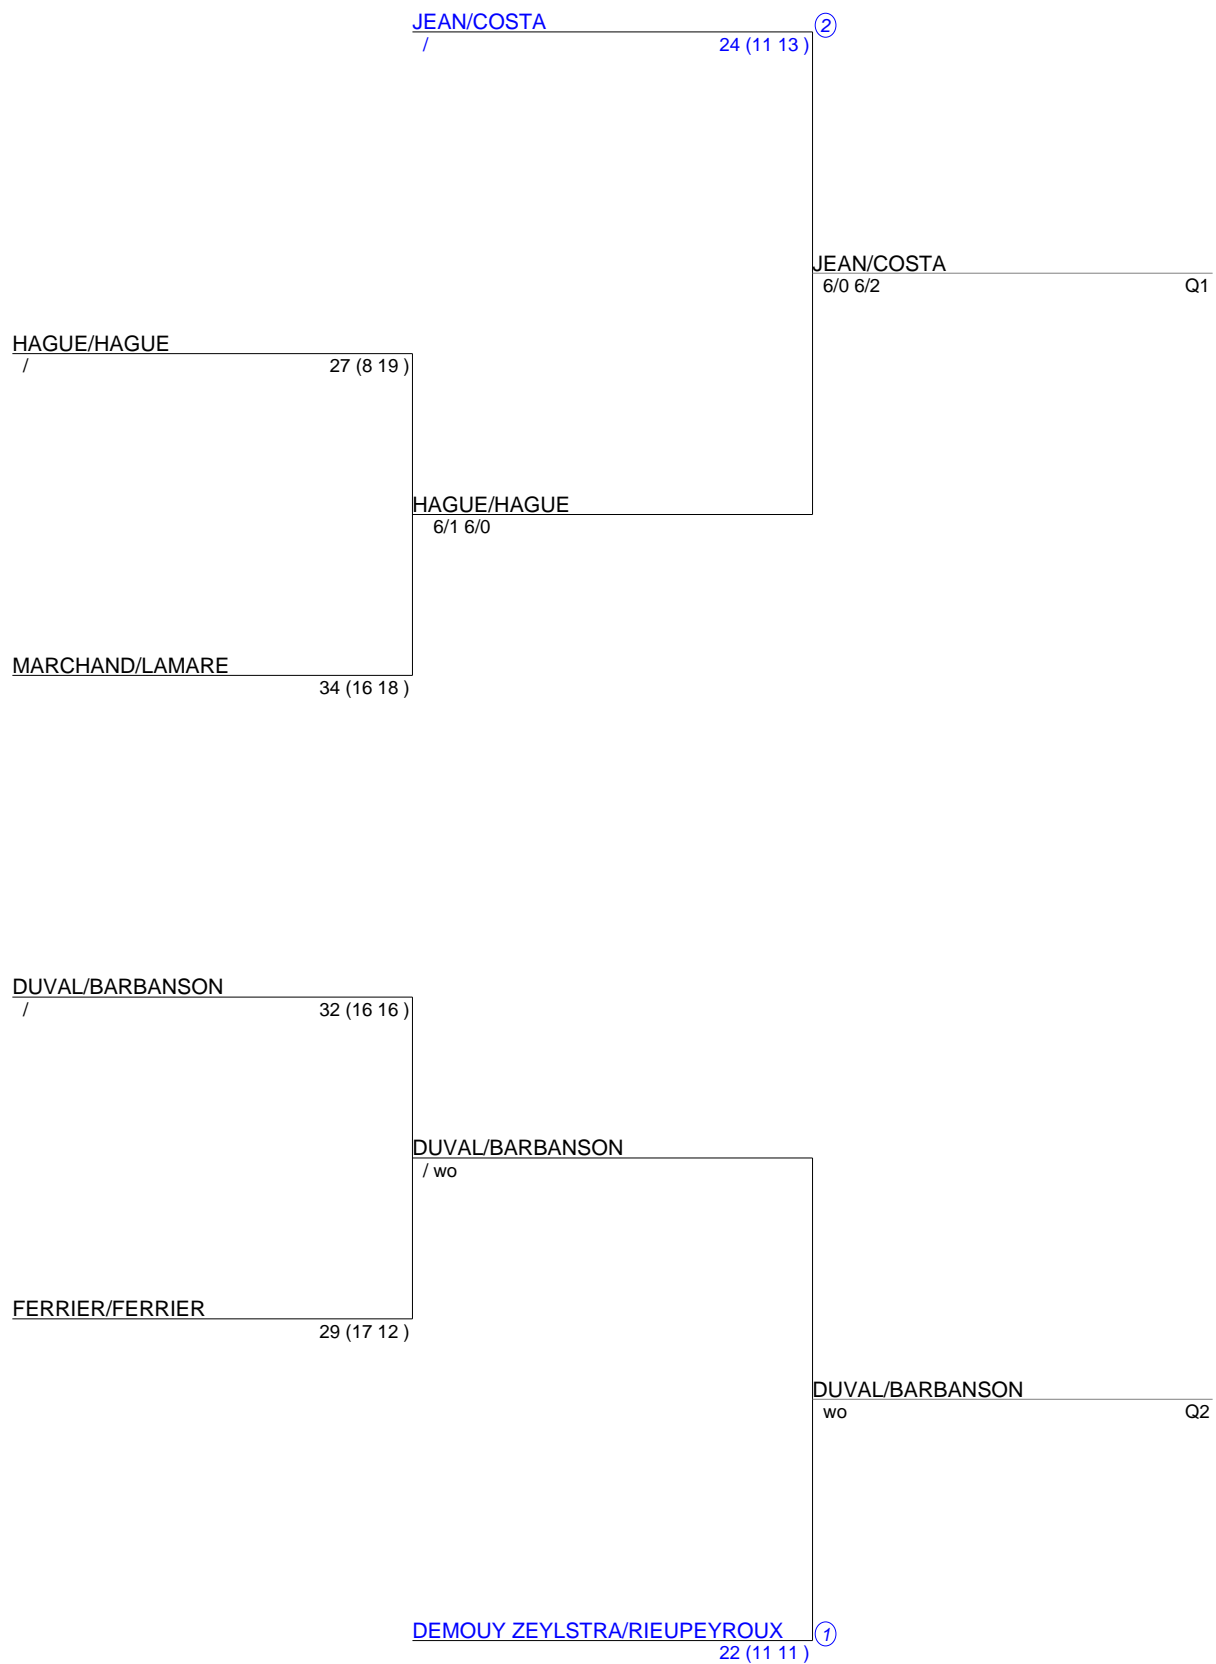 JEAN/COSTA 2
/ 24 (11 13 )
JEAN/COSTA
6/0 6/2 Q1
HAGUE/HAGUE
/ 27 (8 19 )
HAGUE/HAGUE
6/1 6/0
MARCHAND/LAMARE
34 (16 18 )
DUVAL/BARBANSON
/ 32 (16 16 )
DUVAL/BARBANSON
/ wo
FERRIER/FERRIER
29 (17 12 )
DUVAL/BARBANSON
wo Q2
DEMOUY ZEYLSTRA/RIEUPEYROUX 1
22 (11 11 )